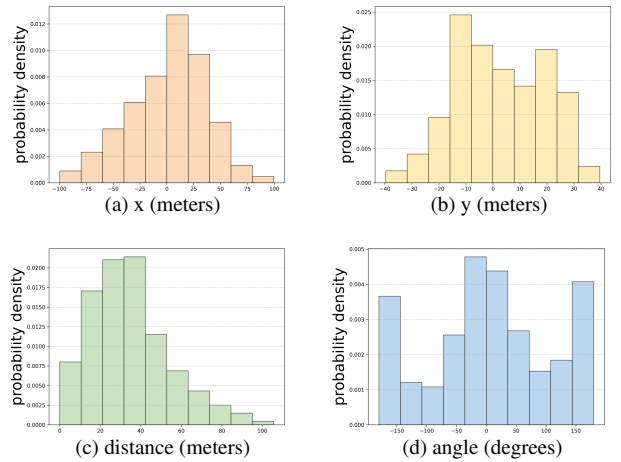 probability density
0.012
0.010
0.008
0.006
0.004
0.002
0.000
−100 −75 −50 −25 0 25 50 75 100
(a) x (meters)
probability density
0.025
0.020
0.015
0.010
0.005
0.000
−40 −30 −20 −10 0 10 20 30 40
(b) y (meters)
probability density
0.0200
0.0175
0.0150
0.0125
0.0100
0.0075
0.0050
0.0025
0.0000
0 20 40 60 80 100
(c) distance (meters)
probability density
0.005
0.004
0.003
0.002
0.001
0.000
−150 −100 −50 0 50 100 150
(d) angle (degrees)